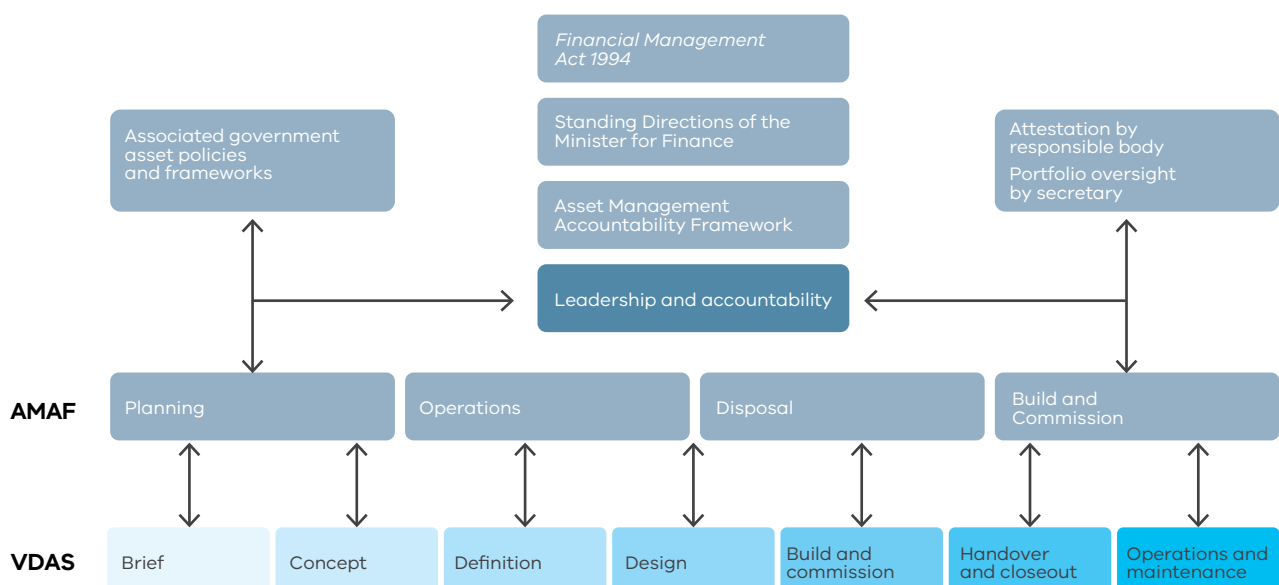 Financial Management
Act 1994
Associated government
asset policies
and frameworks
Standing Directions of the
Minister for Finance
Attestation by
responsible body
Portfolio oversight
by secretary
Asset Management
Accountability Framework
Leadership and accountability
AMAF
Planning
Operations
Disposal
Build and
Commission
VDAS
Brief
Concept
Definition
Design
Build and
commission
Handover
and closeout
Operations and
maintenance